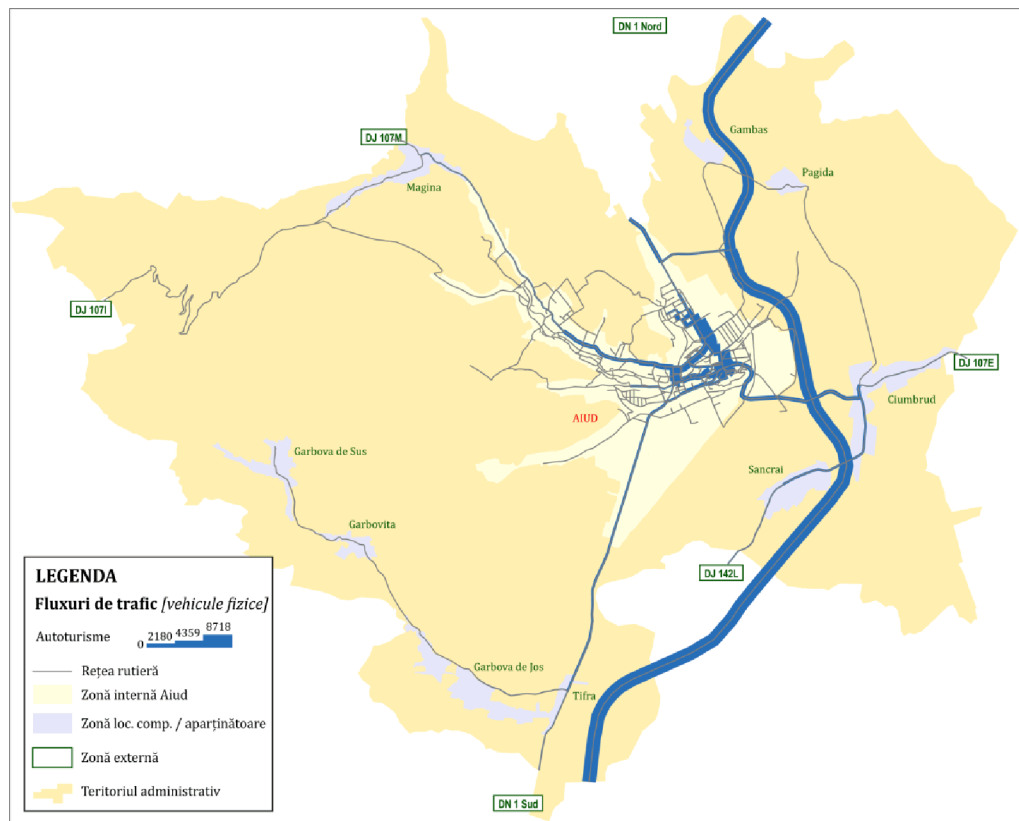 DN 1 Nord
Gambas
DJ 107M
Pagida
Magina
DJ 107I
DJ 107E
Ciumbrud
AIUD
Garbova de Sus
Sancrai
Garbovita
DJ 142L
LEGENDA
Fluxuri de trafic [vehicule fizice]
Autoturisme 0 2180 4359 8718
Rețea rutieră
Zonă internă Aiud
Zonă loc. comp. / aparținătoare
Zonă externă
Teritoriul administrativ
Garbova de Jos
Tifra
DN 1 Sud